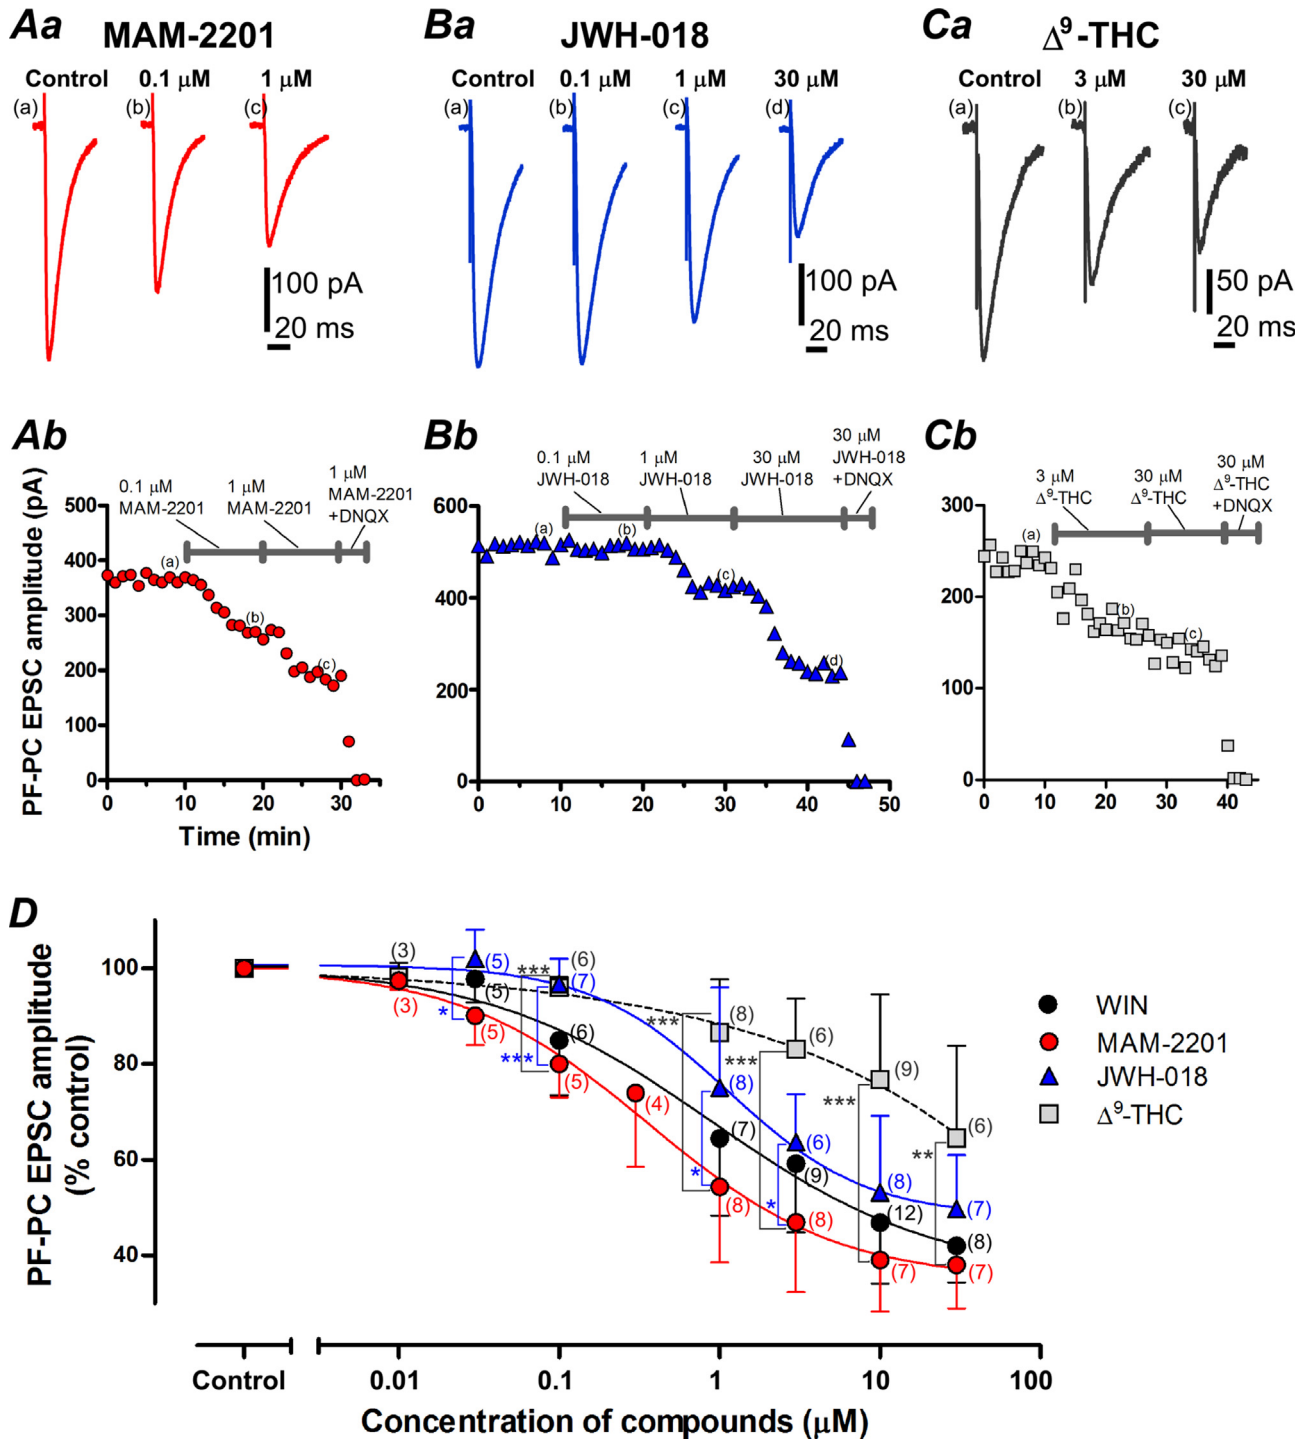 Aa MAM-2201
Control 0.1 μM 1 μM
(a) (b) (c)
100 pA
20 ms
Ba JWH-018
Control 0.1 μM 1 μM 30 μM
(a) (b) (c) (d)
100 pA
20 ms
Ca Δ⁹-THC
Control 3 μM 30 μM
(a) (b) (c)
50 pA
20 ms
Ab
PF-PC EPSC amplitude (pA)
0.1 μM
MAM-2201
1 μM
MAM-2201
1 μM
MAM-2201
+DNQX
500
400
300
200
100
0
(a)
(b)
(c)
0 10 20 30
Time (min)
Bb
0.1 μM
JWH-018
1 μM
JWH-018
30 μM
JWH-018
30 μM
JWH-018
+DNQX
600
400
200
0
(a) (b)
(c)
(d)
0 10 20 30 40 50
Cb
3 μM
Δ⁹-THC
30 μM
Δ⁹-THC
30 μM
Δ⁹-THC
+DNQX
300
200
100
0
(a)
(b)
(c)
0 10 20 30 40
D
PF-PC EPSC amplitude
(% control)
100
80
60
40
(3)
(3)
(5)
(5)
(5)
*
***
(6)
(7)
(6)
***
(5)
(4)
***
(8)
(8)
(7)
*
(8)
***
(6)
(6)
(9)
*
(8)
***
(9)
(8)
(12)
(7)
**
(6)
(7)
(8)
(7)
WIN
MAM-2201
JWH-018
Δ⁹-THC
Control 0.01 0.1 1 10 100
Concentration of compounds (μM)